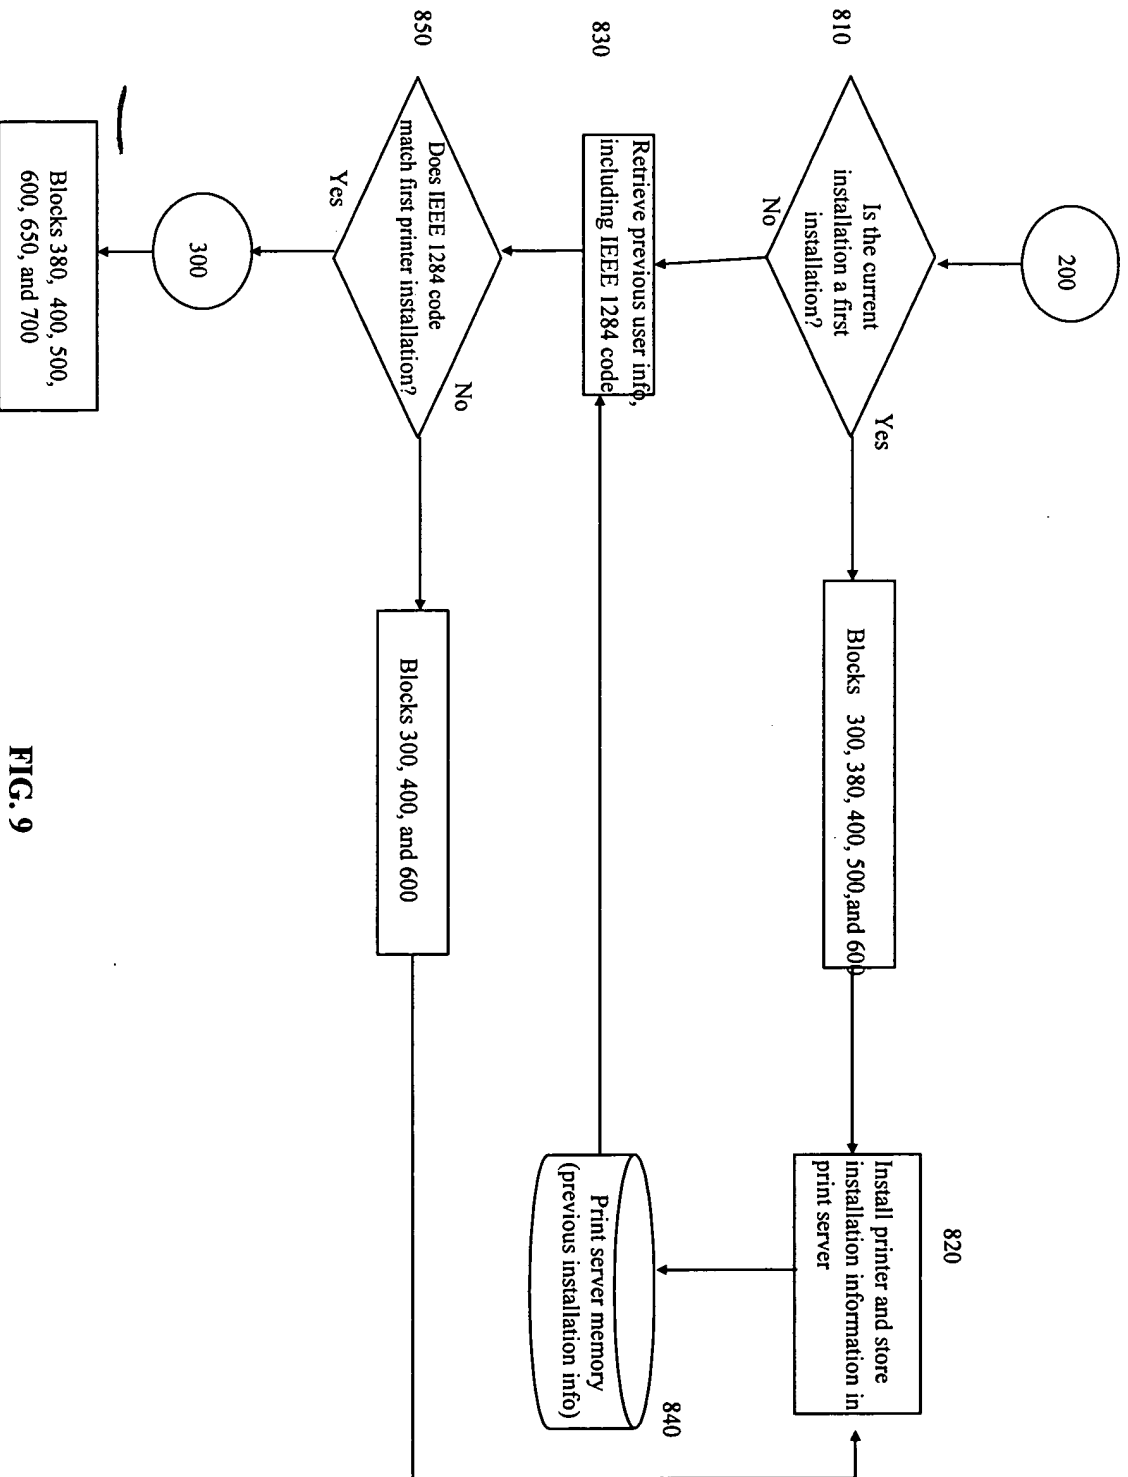 200
810
Is the current
installation a first
installation?
Yes
No
Blocks 300, 380, 400, 500,and 600
820
Install printer and store
installation information in
print server
830
Retrieve previous user info,
including IEEE 1284 code
840
Print server memory
(previous installation info)
850
Does IEEE 1284 code
match first printer installation?
No
Yes
Blocks 300, 400, and 600
300
Blocks 380, 400, 500,
600, 650, and 700
FIG. 9